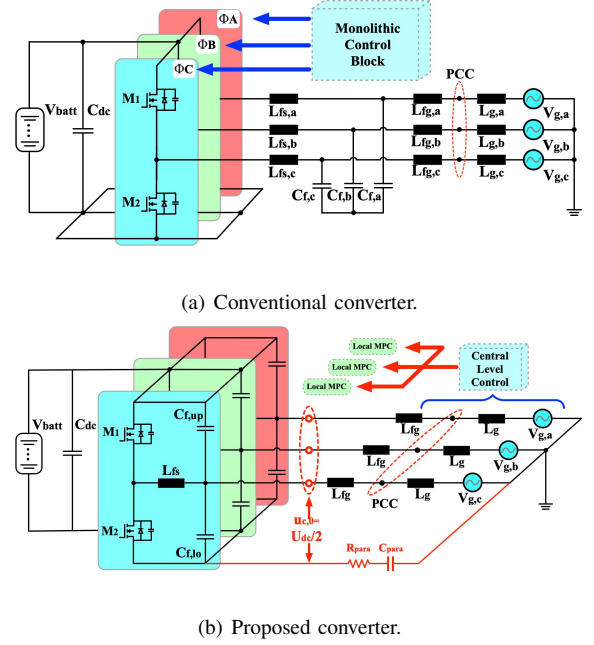 ΦA
ΦB
ΦC
Monolithic
Control
Block
M1
M2
Vbatt
Cdc
PCC
Lfs,a
Lfs,b
Lfs,c
Cf,c
Cf,b
Cf,a
Lfg,a
Lfg,b
Lfg,c
Lg,a
Lg,b
Lg,c
Vg,a
Vg,b
Vg,c
(a) Conventional converter.
Local MPC
Local MPC
Local MPC
Central
Level
Control
Vbatt
Cdc
M1
M2
Cf,up
Lfs
Cf,lo
Lfg
Lg
Vg,a
Lfg
Lg
Vg,b
Lfg
Lg
Vg,c
PCC
uc,0=
Udc/2
Rpara
Cpara
(b) Proposed converter.